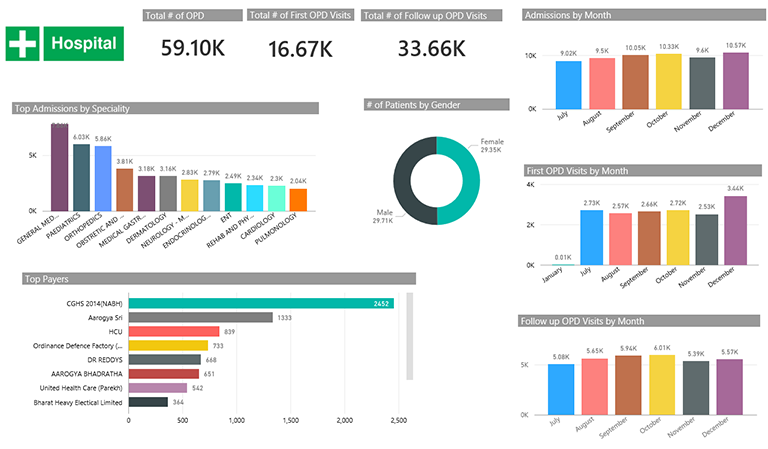 Hospital
Total # of OPD
59.10K
Total # of First OPD Visits
16.67K
Total # of Follow up OPD Visits
33.66K
Admissions by Month
10K
0K
9.02K 9.5K 10.05K 10.33K 9.6K 10.57K
July August September October November December
Top Admissions by Speciality
5K
0K
6.03K 5.86K 3.81K 3.18K 3.16K 2.83K 2.79K 2.49K 2.34K 2.3K 2.04K
GENERAL MED... PAEDIATRICS ORTHOPEDICS OBSTRETIC AND ... MEDICAL GASTR... DERMATOLOGY NEUROLOGY - M... ENDOCRINOLOG... ENT REHAB AND PHY... CARDIOLOGY PULMONOLOGY
# of Patients by Gender
Female
29.35K
Male
29.71K
First OPD Visits by Month
4K
2K
0K
0.01K 2.73K 2.57K 2.66K 2.72K 2.53K 3.44K
January July August September October November December
Top Payers
CGHS 2014(NABH) 2452
Aarogya Sri 1333
HCU 839
Ordinance Defence Factory (... 733
DR REDDYS 668
AAROGYA BHADRATHA 651
United Health Care (Parekh) 542
Bharat Heavy Electical Limited 364
0 500 1,000 1,500 2,000 2,500
Follow up OPD Visits by Month
5K
0K
5.08K 5.65K 5.94K 6.01K 5.39K 5.57K
July August September October November December